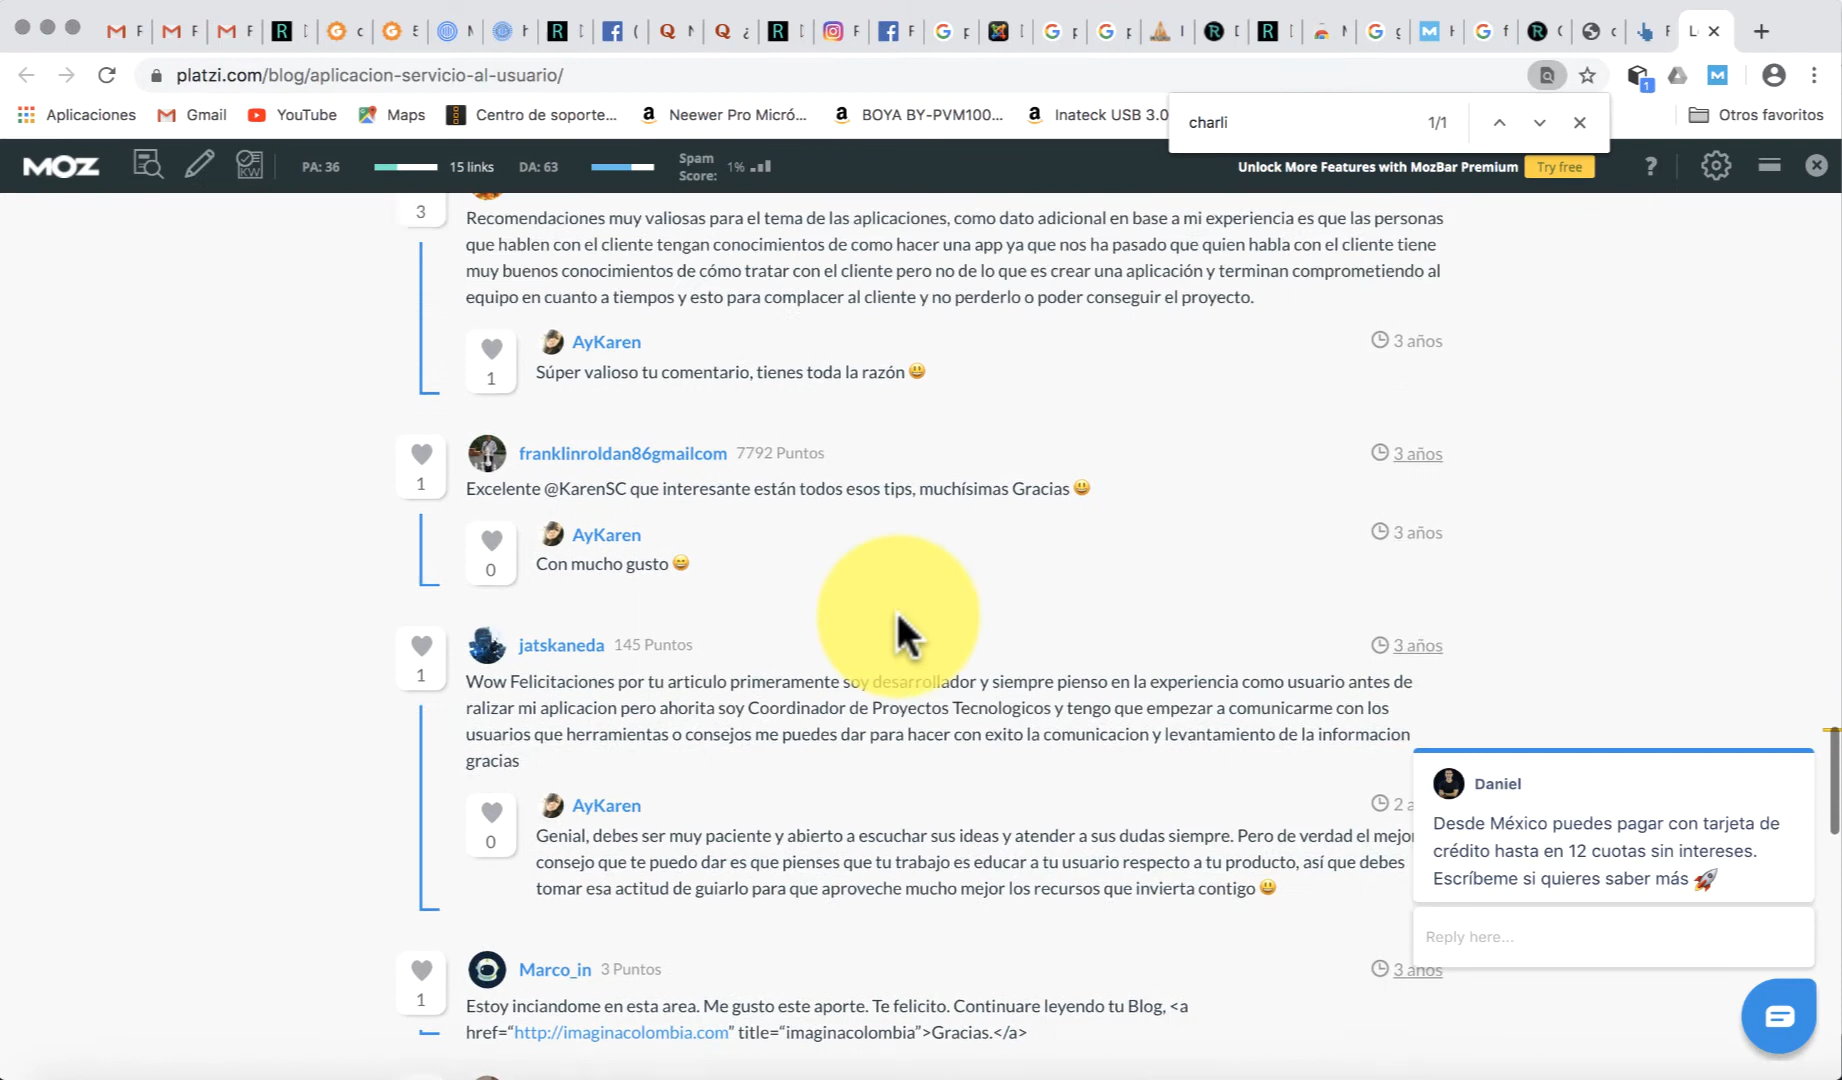 platzi.com/blog/aplicacion-servicio-al-usuario/
Aplicaciones
Gmail
YouTube
Maps
Centro de soporte...
Neewer Pro Micró...
BOYA BY-PVM100...
Inateck USB 3.0
Otros favoritos
charli
1/1
MOZ
PA: 36
15 links
DA: 63
Spam Score:
1%
Unlock More Features with MozBar Premium
Try free
3
Recomendaciones muy valiosas para el tema de las aplicaciones, como dato adicional en base a mi experiencia es que las personas
que hablen con el cliente tengan conocimientos de como hacer una app ya que nos ha pasado que quien habla con el cliente tiene
muy buenos conocimientos de cómo tratar con el cliente pero no de lo que es crear una aplicación y terminan comprometiendo al
equipo en cuanto a tiempos y esto para complacer al cliente y no perderlo o poder conseguir el proyecto.
AyKaren
3 años
1
Súper valioso tu comentario, tienes toda la razón 😃
franklinroldan86gmailcom 7792 Puntos
3 años
1
Excelente @KarenSC que interesante están todos esos tips, muchísimas Gracias 😃
AyKaren
3 años
0
Con mucho gusto 😄
jatskaneda 145 Puntos
3 años
1
Wow Felicitaciones por tu articulo primeramente soy desarrollador y siempre pienso en la experiencia como usuario antes de
ralizar mi aplicacion pero ahorita soy Coordinador de Proyectos Tecnologicos y tengo que empezar a comunicarme con los
usuarios que herramientas o consejos me puedes dar para hacer con exito la comunicacion y levantamiento de la informacion
gracias
AyKaren
2 a
0
Genial, debes ser muy paciente y abierto a escuchar sus ideas y atender a sus dudas siempre. Pero de verdad el mejor
consejo que te puedo dar es que pienses que tu trabajo es educar a tu usuario respecto a tu producto, así que debes
tomar esa actitud de guiarlo para que aproveche mucho mejor los recursos que invierta contigo 😃
Marco_in 3 Puntos
3 años
1
Estoy inciandome en esta area. Me gusto este aporte. Te felicito. Continuare leyendo tu Blog, <a
href="http://imaginacolombia.com" title="imaginacolombia">Gracias.</a>
Daniel
Desde México puedes pagar con tarjeta de
crédito hasta en 12 cuotas sin intereses.
Escríbeme si quieres saber más 🚀
Reply here...